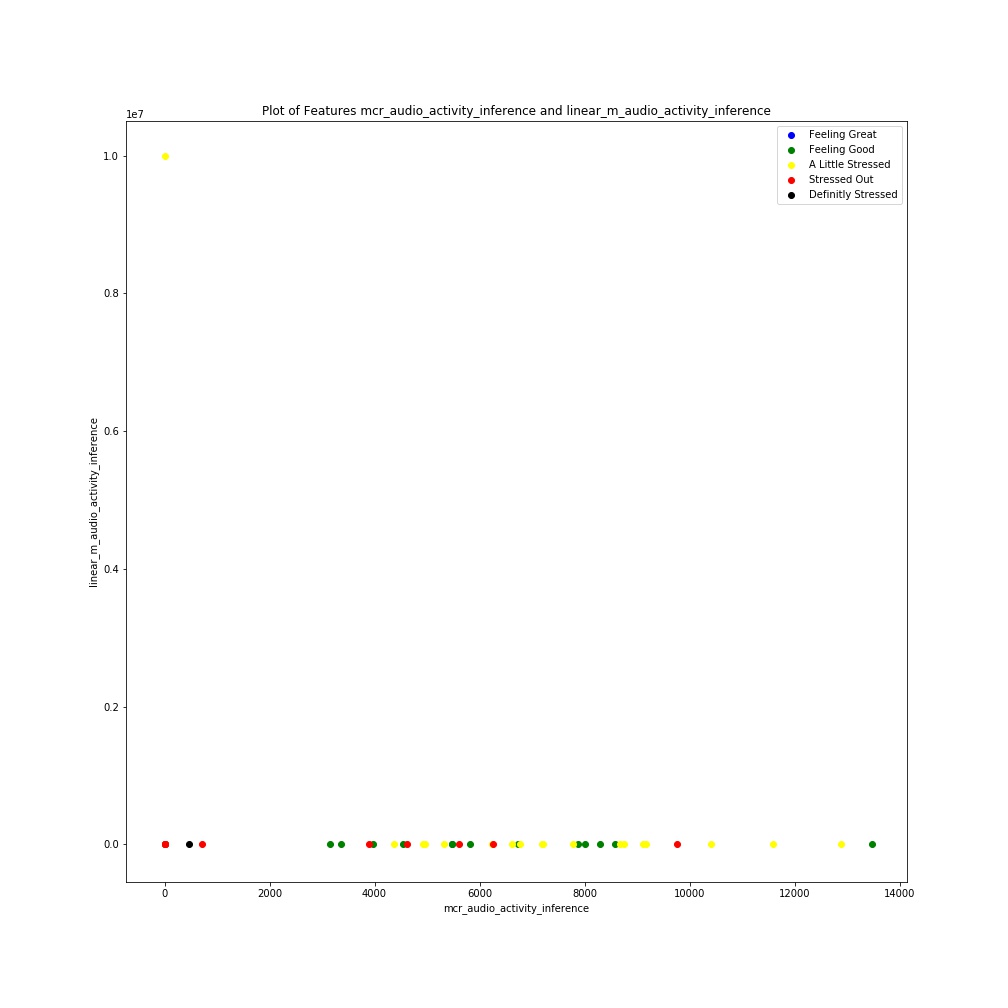 Plot of Features mcr_audio_activity_inference and linear_m_audio_activity_inference
1e7
1.0
0.8
0.6
0.4
0.2
0.0
linear_m_audio_activity_inference
Feeling Great
Feeling Good
A Little Stressed
Stressed Out
Definitly Stressed
0 2000 4000 6000 8000 10000 12000 14000
mcr_audio_activity_inference